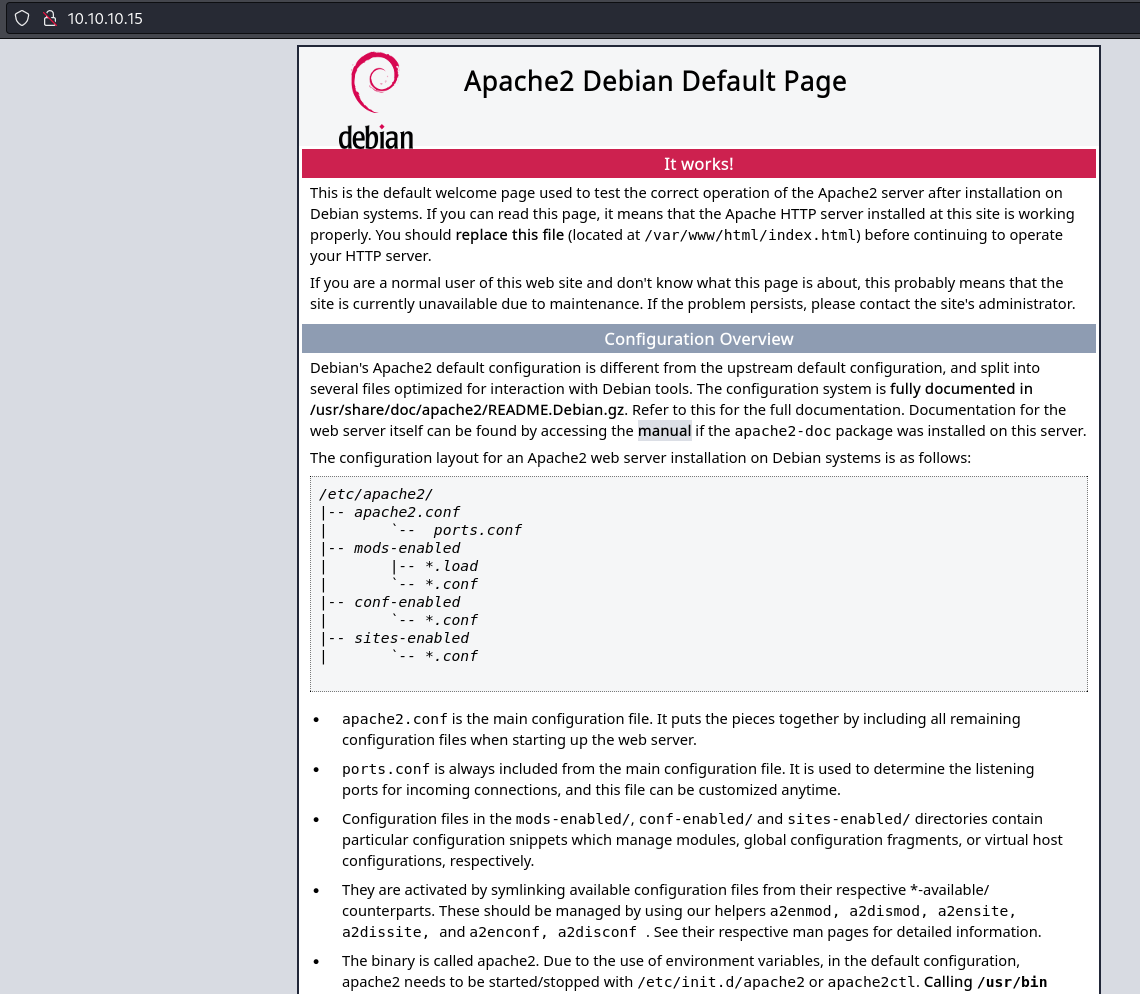 10.10.10.15
debian
Apache2 Debian Default Page
It works!
This is the default welcome page used to test the correct operation of the Apache2 server after installation on
Debian systems. If you can read this page, it means that the Apache HTTP server installed at this site is working
properly. You should replace this file (located at /var/www/html/index.html) before continuing to operate
your HTTP server.
If you are a normal user of this web site and don't know what this page is about, this probably means that the
site is currently unavailable due to maintenance. If the problem persists, please contact the site's administrator.
Configuration Overview
Debian's Apache2 default configuration is different from the upstream default configuration, and split into
several files optimized for interaction with Debian tools. The configuration system is fully documented in
/usr/share/doc/apache2/README.Debian.gz. Refer to this for the full documentation. Documentation for the
web server itself can be found by accessing the manual if the apache2-doc package was installed on this server.
The configuration layout for an Apache2 web server installation on Debian systems is as follows:
/etc/apache2/
|-- apache2.conf
|       `--  ports.conf
|-- mods-enabled
|       |-- *.load
|       `-- *.conf
|-- conf-enabled
|       `-- *.conf
|-- sites-enabled
|       `-- *.conf
• apache2.conf is the main configuration file. It puts the pieces together by including all remaining
configuration files when starting up the web server.
• ports.conf is always included from the main configuration file. It is used to determine the listening
ports for incoming connections, and this file can be customized anytime.
• Configuration files in the mods-enabled/, conf-enabled/ and sites-enabled/ directories contain
particular configuration snippets which manage modules, global configuration fragments, or virtual host
configurations, respectively.
• They are activated by symlinking available configuration files from their respective *-available/
counterparts. These should be managed by using our helpers a2enmod, a2dismod, a2ensite,
a2dissite, and a2enconf, a2disconf . See their respective man pages for detailed information.
• The binary is called apache2. Due to the use of environment variables, in the default configuration,
apache2 needs to be started/stopped with /etc/init.d/apache2 or apache2ctl. Calling /usr/bin